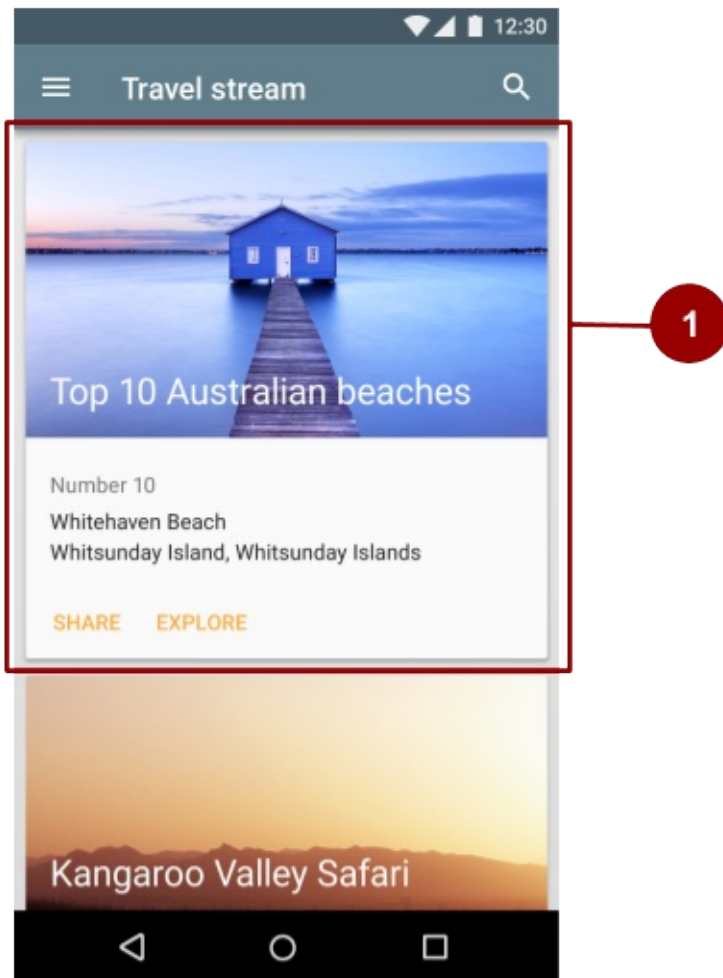 12:30
Travel stream
Top 10 Australian beaches
1
Number 10
Whitehaven Beach
Whitsunday Island, Whitsunday Islands
SHARE EXPLORE
Kangaroo Valley Safari